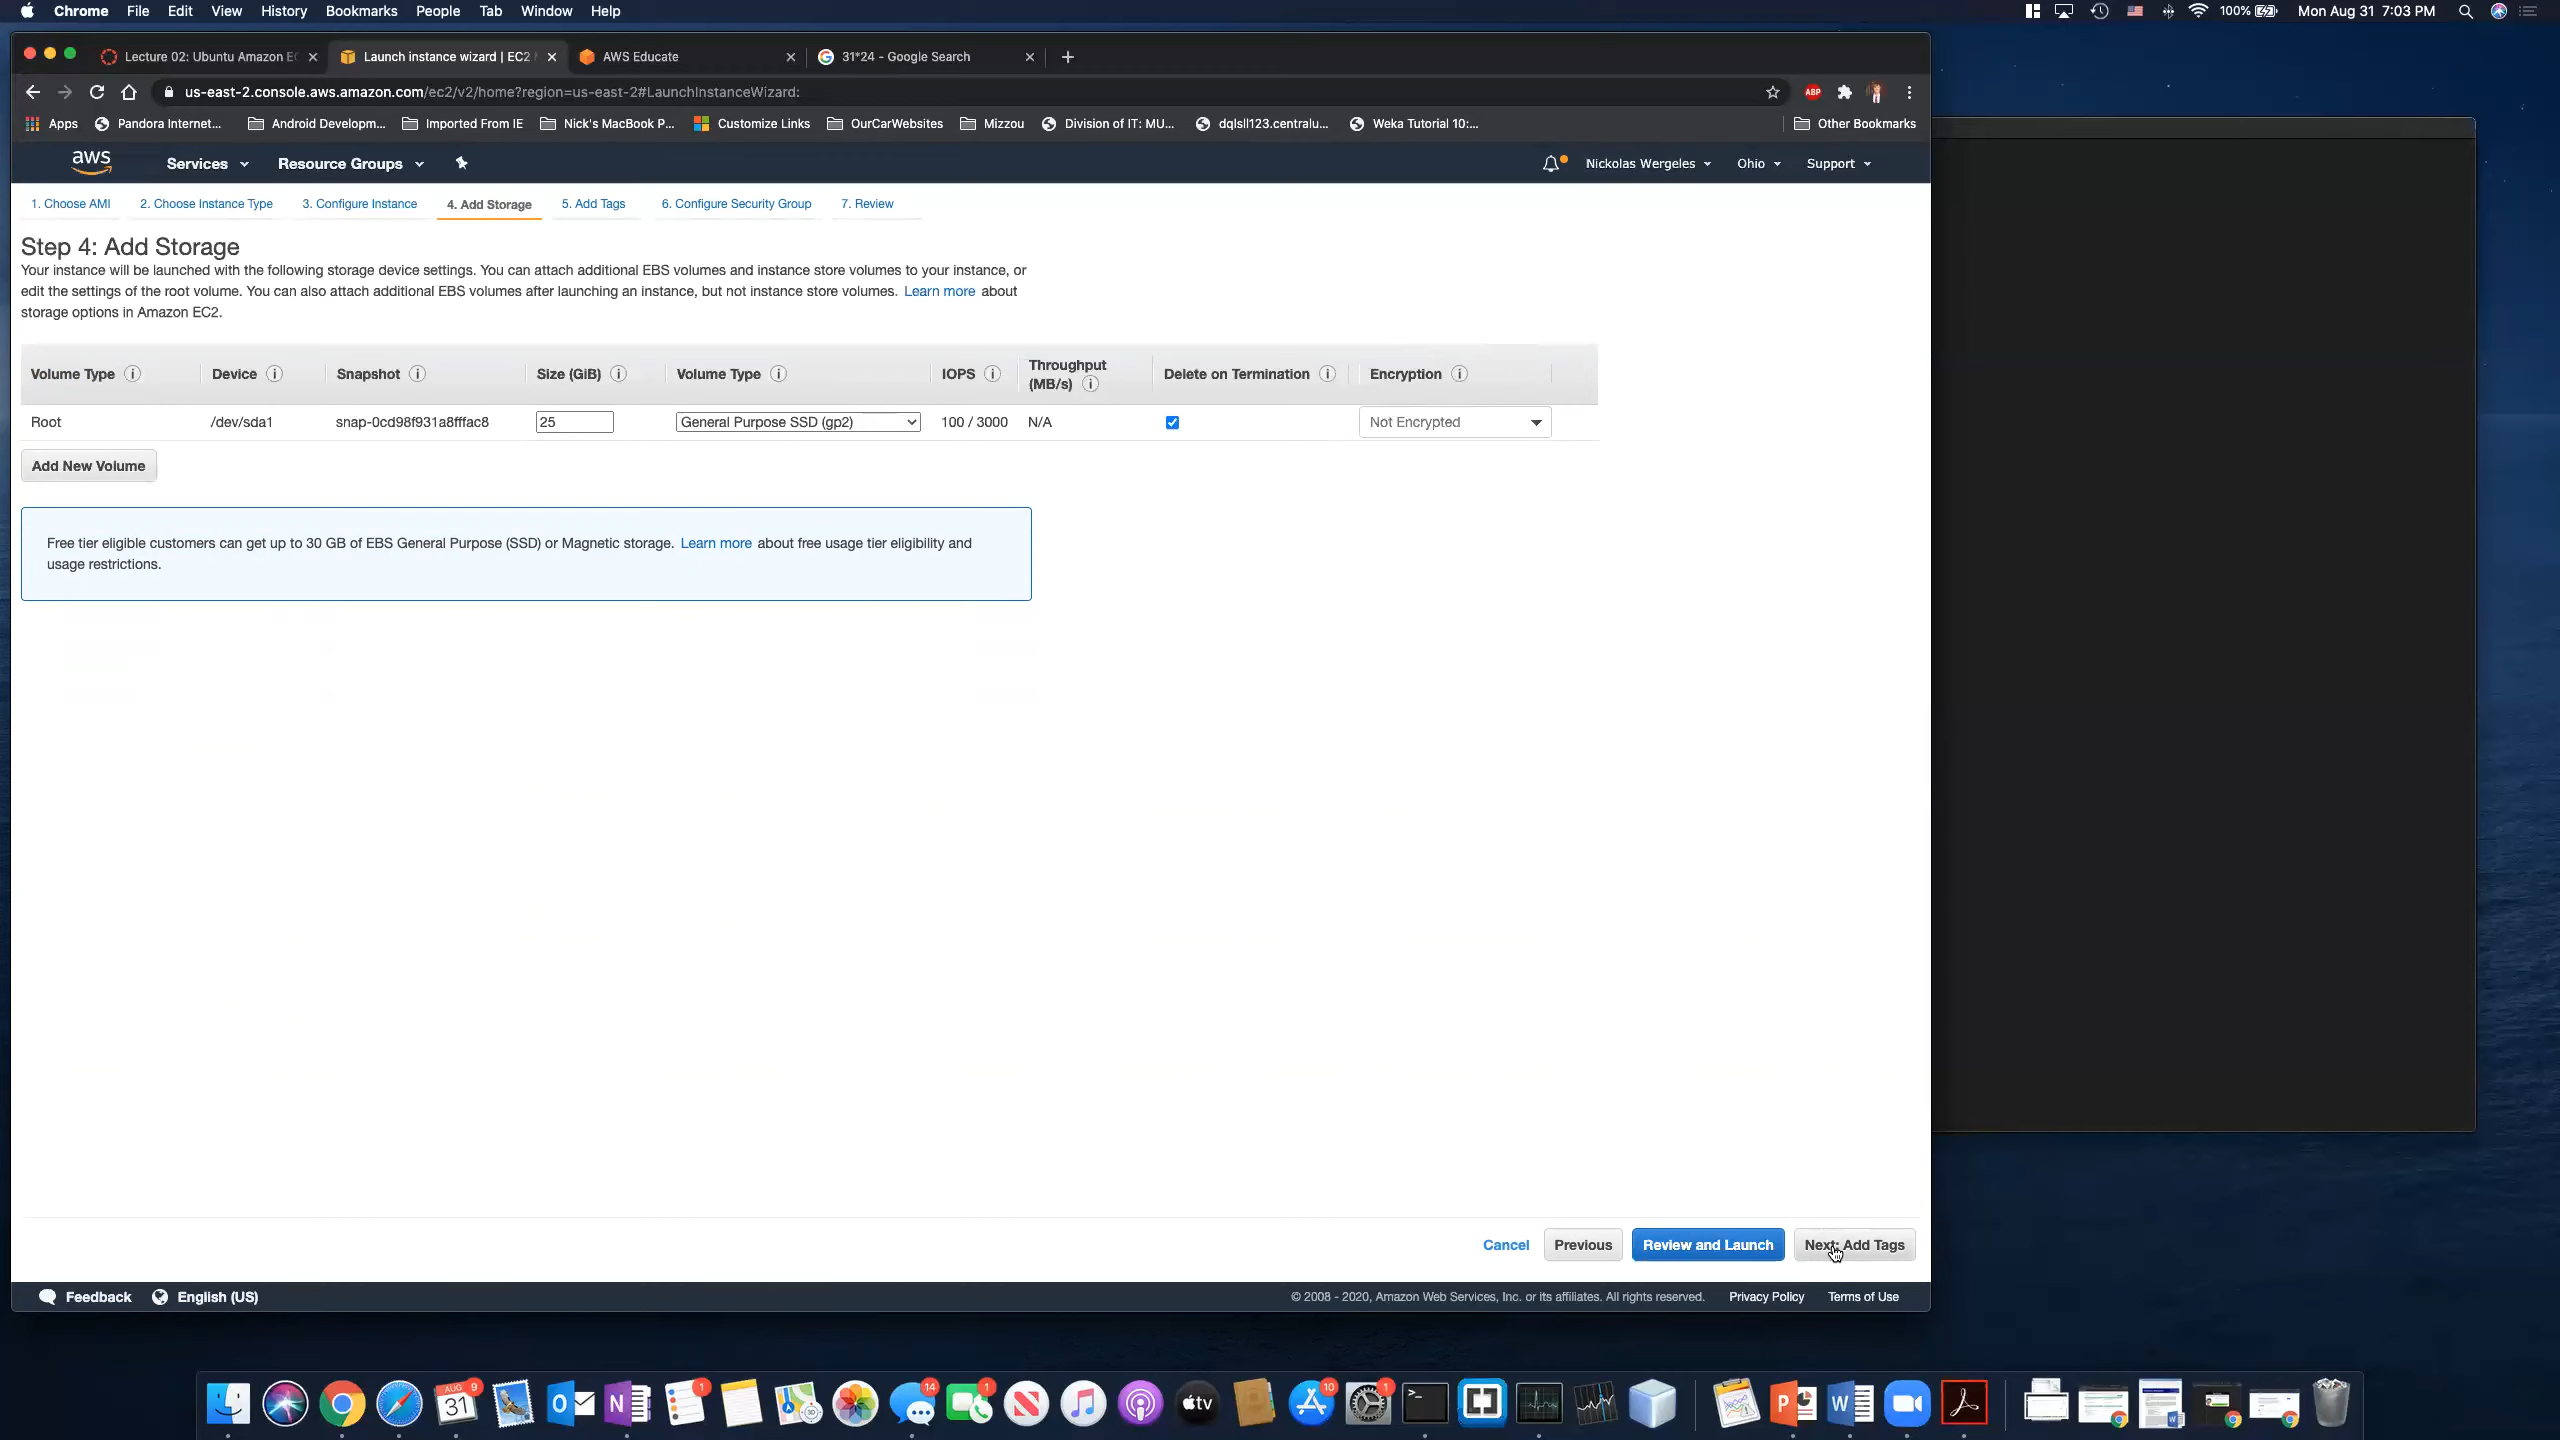 Chrome File Edit View History Bookmarks People Tab Window Help
100% Mon Aug 31 7:03 PM
Lecture 02: Ubuntu Amazon EC
Launch instance wizard | EC2
AWS Educate
31*24 - Google Search
us-east-2.console.aws.amazon.com/ec2/v2/home?region=us-east-2#LaunchInstanceWizard:
ABP
Apps Pandora Internet... Android Developm... Imported From IE Nick's MacBook P... Customize Links OurCarWebsites Mizzou Division of IT: MU... dqlsll123.centralu... Weka Tutorial 10:... Other Bookmarks
aws Services Resource Groups Nickolas Wergeles Ohio Support
1. Choose AMI 2. Choose Instance Type 3. Configure Instance 4. Add Storage 5. Add Tags 6. Configure Security Group 7. Review
Step 4: Add Storage
Your instance will be launched with the following storage device settings. You can attach additional EBS volumes and instance store volumes to your instance, or
edit the settings of the root volume. You can also attach additional EBS volumes after launching an instance, but not instance store volumes. Learn more about
storage options in Amazon EC2.
Volume Type Device Snapshot Size (GiB) Volume Type IOPS Throughput (MB/s) Delete on Termination Encryption
Root /dev/sda1 snap-0cd98f931a8fffac8 25 General Purpose SSD (gp2) 100 / 3000 N/A Not Encrypted
Add New Volume
Free tier eligible customers can get up to 30 GB of EBS General Purpose (SSD) or Magnetic storage. Learn more about free usage tier eligibility and
usage restrictions.
Cancel Previous Review and Launch Next: Add Tags
Feedback English (US)
© 2008 - 2020, Amazon Web Services, Inc. or its affiliates. All rights reserved. Privacy Policy Terms of Use
AUG 31 9 1 14 1 tv 10 1